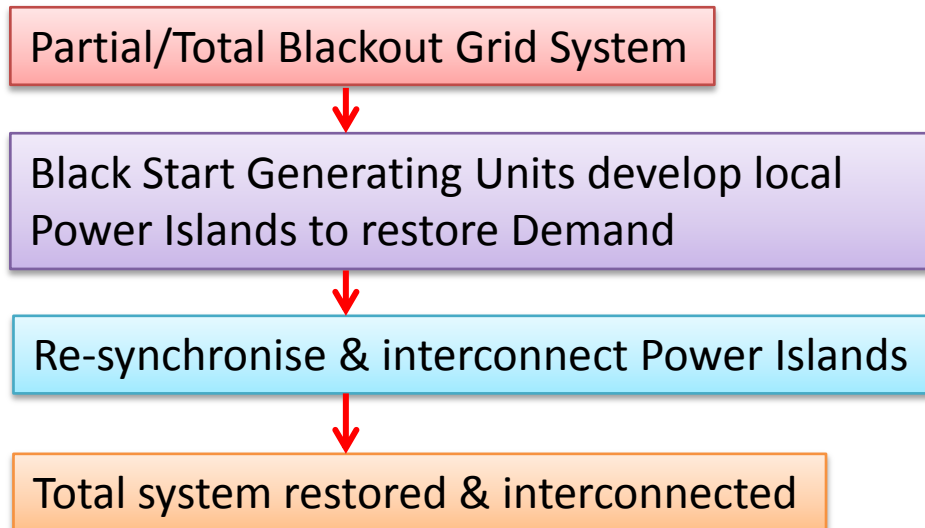 Partial/Total Blackout Grid System
Black Start Generating Units develop local
Power Islands to restore Demand
Re-synchronise & interconnect Power Islands
Total system restored & interconnected